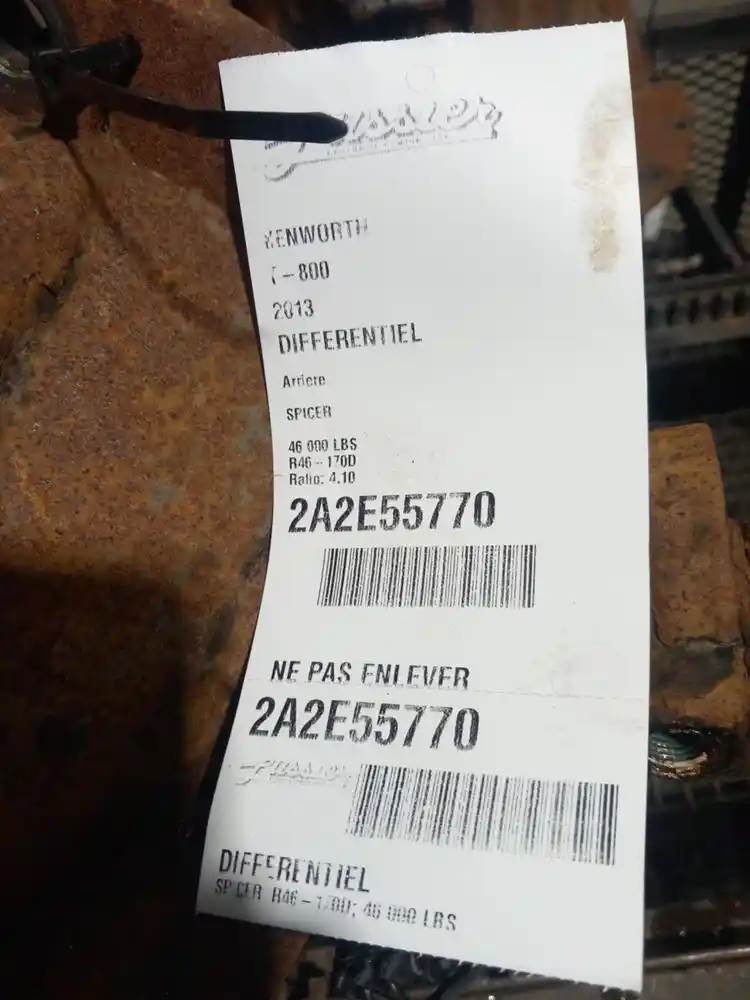 KENWORTH
T-800
2013
DIFFERENTIEL
Arriere
SPICER
46 000 LBS
R46-170D
Ratio: 4.10
2A2E55770
NE PAS ENLEVER
2A2E55770
DIFFERENTIEL
SPICER R46-170D; 46 000 LBS